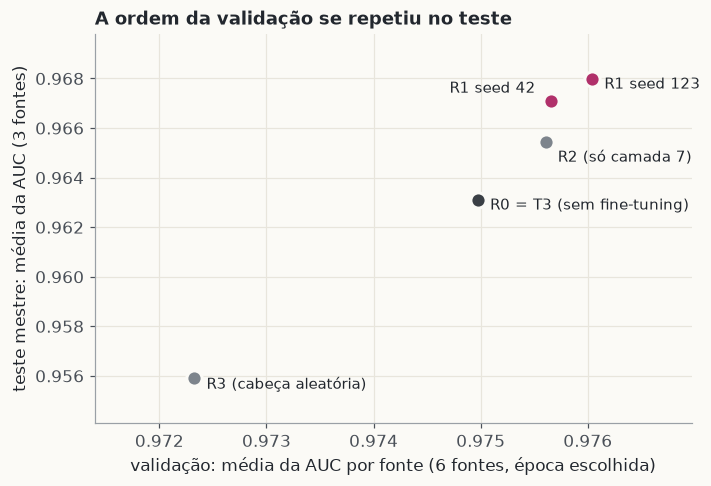 A ordem da validação se repetiu no teste
teste mestre: média da AUC (3 fontes)
0.968
0.966
0.964
0.962
0.960
0.958
0.956
R1 seed 42
R1 seed 123
R2 (só camada 7)
R0 = T3 (sem fine-tuning)
R3 (cabeça aleatória)
0.972
0.973
0.974
0.975
0.976
validação: média da AUC por fonte (6 fontes, época escolhida)